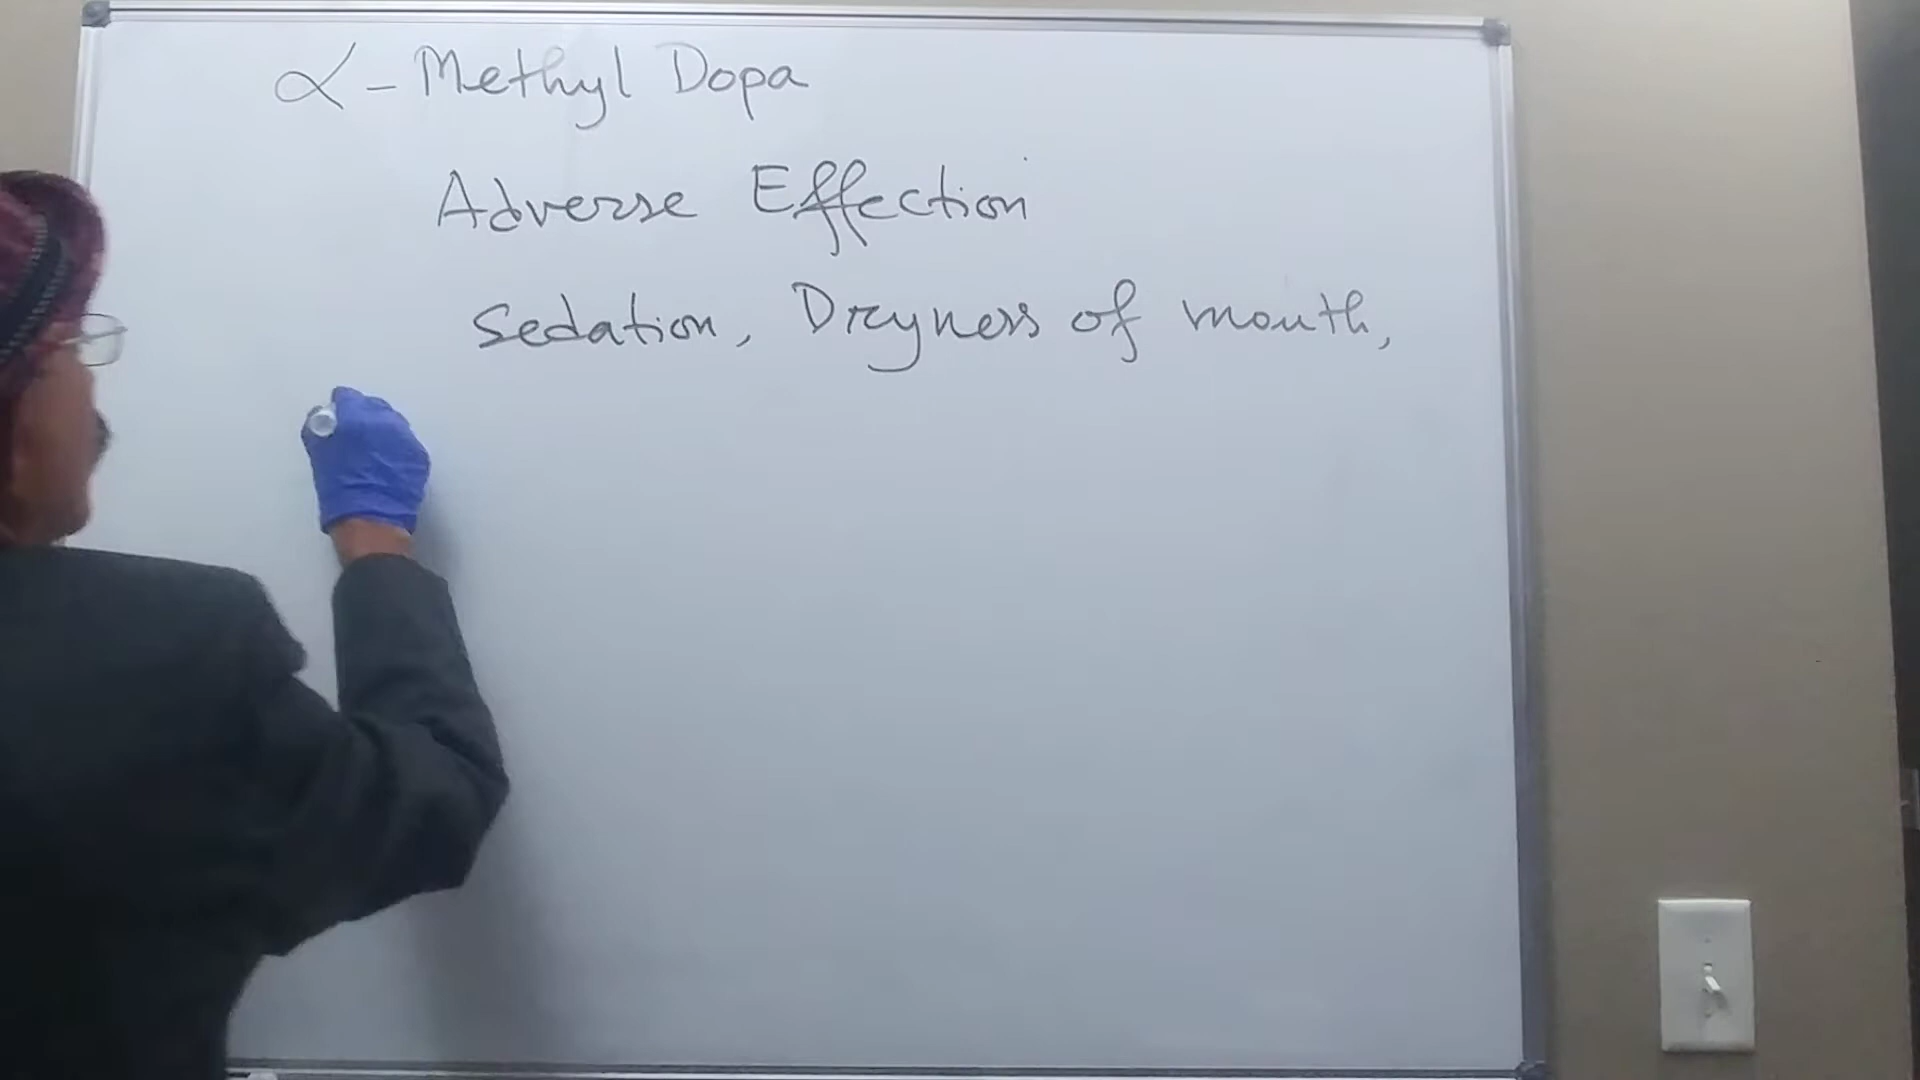 α - Methyl Dopa
Adverse Effection
Sedation, Dryness of mouth,